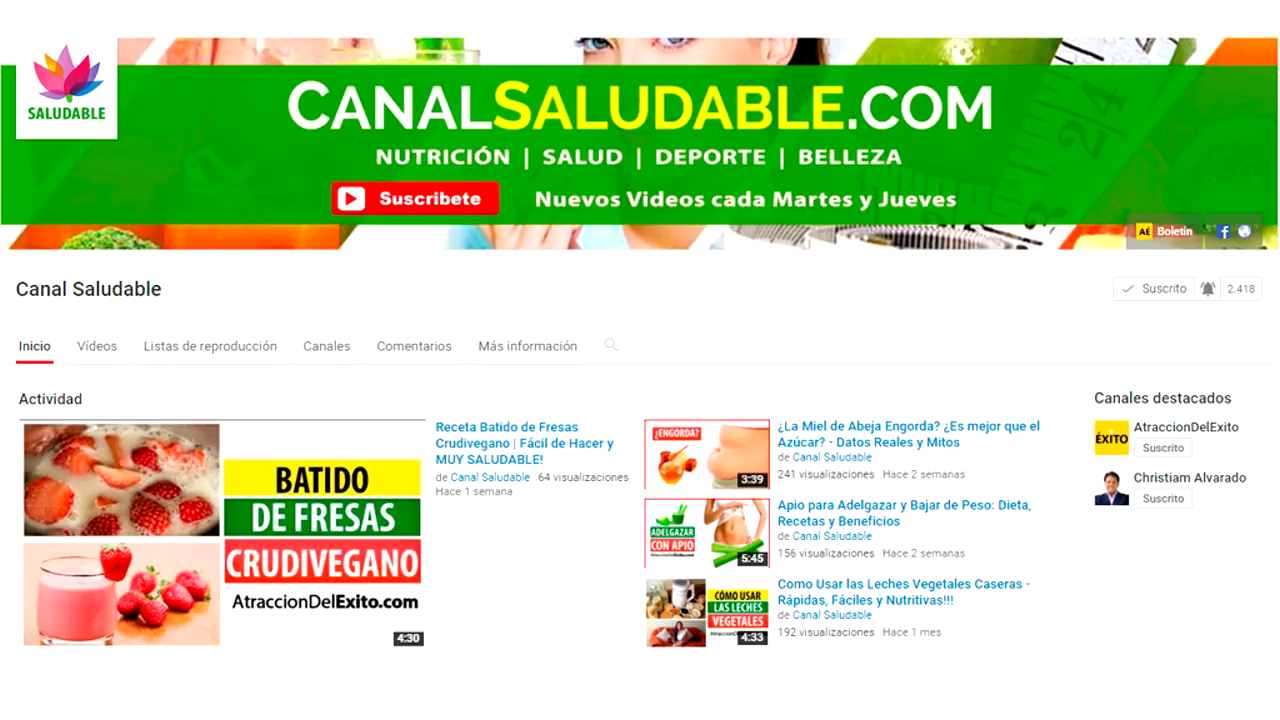 SALUDABLE
CANALSALUDABLE.COM
NUTRICIÓN | SALUD | DEPORTE | BELLEZA
Suscribete
Nuevos Videos cada Martes y Jueves
AÉ Boletin
Canal Saludable
Suscrito 2.418
Inicio Vídeos Listas de reproducción Canales Comentarios Más información
Actividad
BATIDO
DE FRESAS
CRUDIVEGANO
AtraccionDelExito.com
4:30
Receta Batido de Fresas
Crudivegano | Fácil de Hacer y
MUY SALUDABLE!
de Canal Saludable 64 visualizaciones
Hace 1 semana
¿ENGORDA?
3:39
¿La Miel de Abeja Engorda? ¿Es mejor que el
Azúcar? - Datos Reales y Mitos
de Canal Saludable
241 visualizaciones Hace 2 semanas
ADELGAZAR
CON APIO
AtraccionDelExito.com
5:45
Apio para Adelgazar y Bajar de Peso: Dieta,
Recetas y Beneficios
de Canal Saludable
156 visualizaciones Hace 2 semanas
CÓMO USAR
LAS LECHES
VEGETALES
4:33
Como Usar las Leches Vegetales Caseras -
Rápidas, Fáciles y Nutritivas!!!
de Canal Saludable
192 visualizaciones Hace 1 mes
Canales destacados
ÉXITO
AtraccionDelExito
Suscrito
Christiam Alvarado
Suscrito